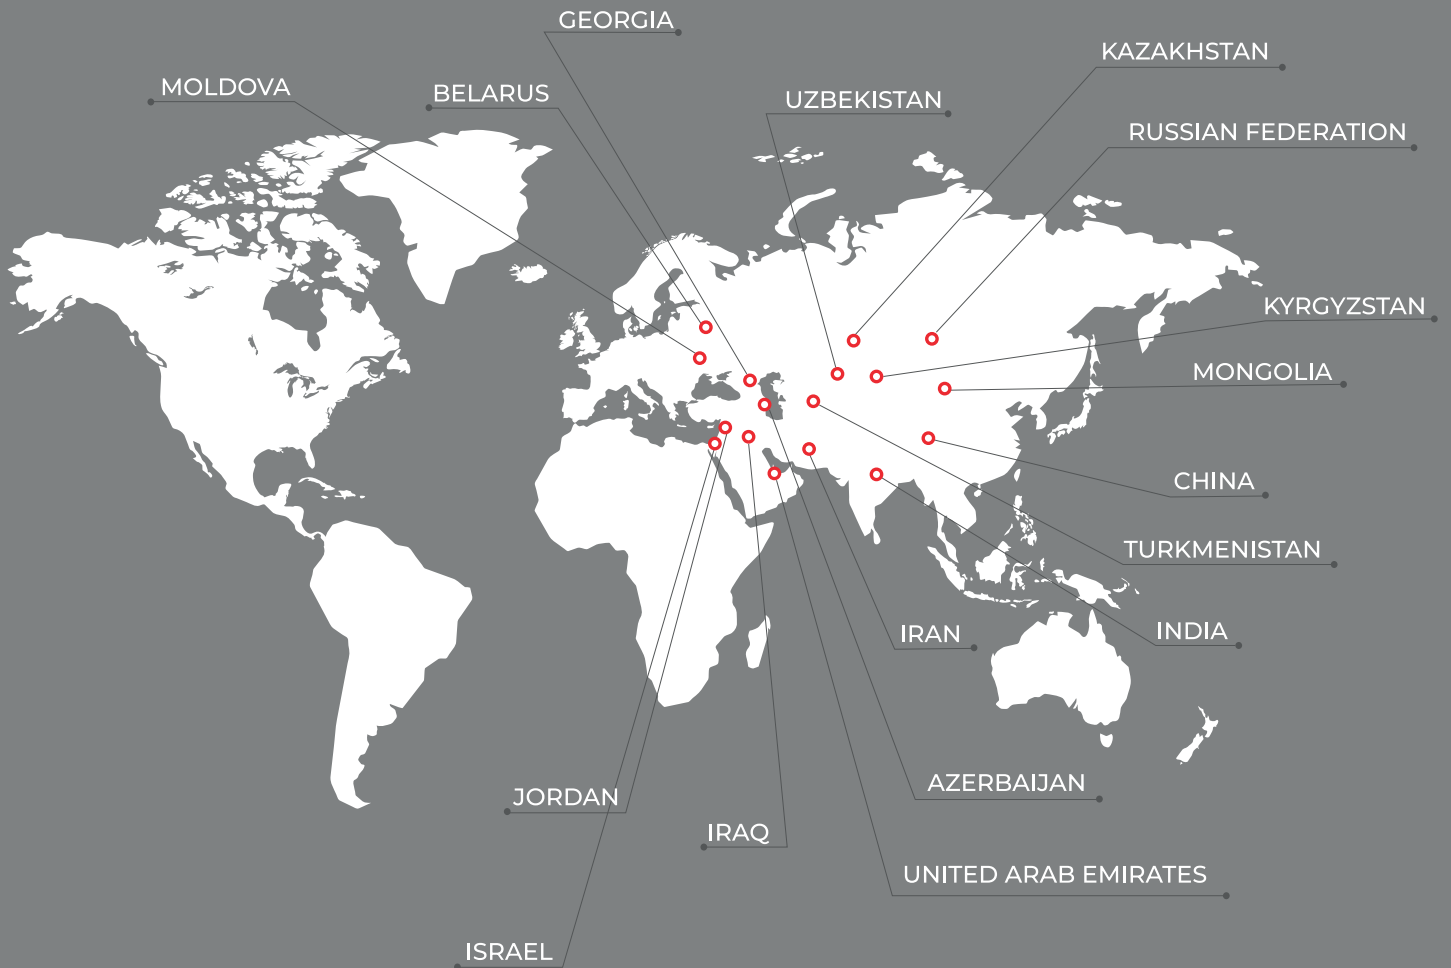 GEORGIA
KAZAKHSTAN
MOLDOVA
BELARUS
UZBEKISTAN
RUSSIAN FEDERATION
KYRGYZSTAN
MONGOLIA
CHINA
TURKMENISTAN
IRAN
INDIA
AZERBAIJAN
JORDAN
IRAQ
UNITED ARAB EMIRATES
ISRAEL